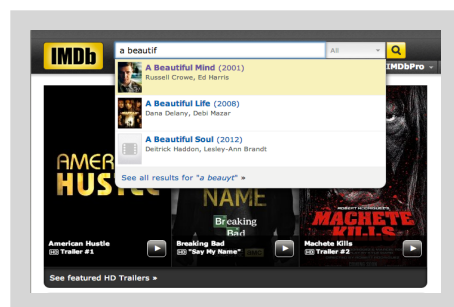 IMDb
a beautif
All
IMDbPro
A Beautiful Mind (2001)
Russell Crowe, Ed Harris
A Beautiful Life (2008)
Dana Delany, Debi Mazar
A Beautiful Soul (2012)
Deitrick Haddon, Lesley-Ann Brandt
See all results for "a beauyt" »
AMER
HUS
NAME
Breaking
Bad
MACHETE
KILLS
American Hustle
HD Trailer #1
Breaking Bad
HD "Say My Name"
Machete Kills
HD Trailer #2
See featured HD Trailers »